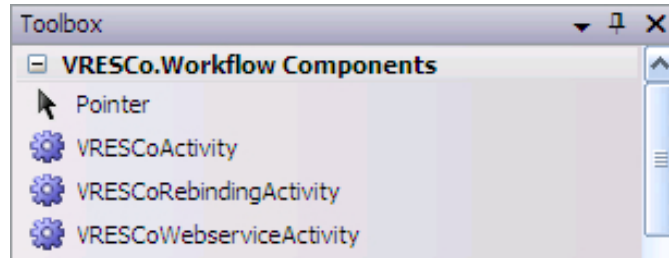 Toolbox
VRESCo.Workflow Components
Pointer
VRESCoActivity
VRESCoRebindingActivity
VRESCoWebserviceActivity